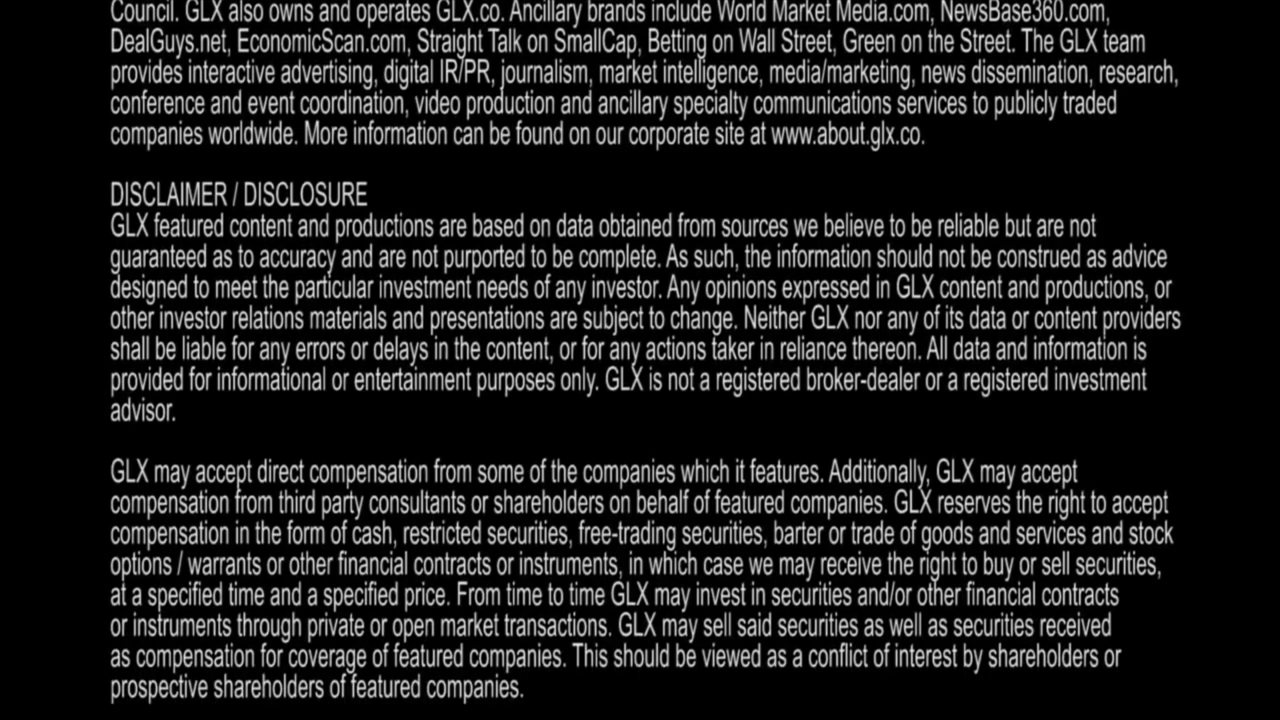 Council. GLX also owns and operates GLX.co. Ancillary brands include World Market Media.com, NewsBase360.com,
DealGuys.net, EconomicScan.com, Straight Talk on SmallCap, Betting on Wall Street, Green on the Street. The GLX team
provides interactive advertising, digital IR/PR, journalism, market intelligence, media/marketing, news dissemination, research,
conference and event coordination, video production and ancillary specialty communications services to publicly traded
companies worldwide. More information can be found on our corporate site at www.about.glx.co.
DISCLAIMER / DISCLOSURE
GLX featured content and productions are based on data obtained from sources we believe to be reliable but are not
guaranteed as to accuracy and are not purported to be complete. As such, the information should not be construed as advice
designed to meet the particular investment needs of any investor. Any opinions expressed in GLX content and productions, or
other investor relations materials and presentations are subject to change. Neither GLX nor any of its data or content providers
shall be liable for any errors or delays in the content, or for any actions taker in reliance thereon. All data and information is
provided for informational or entertainment purposes only. GLX is not a registered broker-dealer or a registered investment
advisor.
GLX may accept direct compensation from some of the companies which it features. Additionally, GLX may accept
compensation from third party consultants or shareholders on behalf of featured companies. GLX reserves the right to accept
compensation in the form of cash, restricted securities, free-trading securities, barter or trade of goods and services and stock
options / warrants or other financial contracts or instruments, in which case we may receive the right to buy or sell securities,
at a specified time and a specified price. From time to time GLX may invest in securities and/or other financial contracts
or instruments through private or open market transactions. GLX may sell said securities as well as securities received
as compensation for coverage of featured companies. This should be viewed as a conflict of interest by shareholders or
prospective shareholders of featured companies.